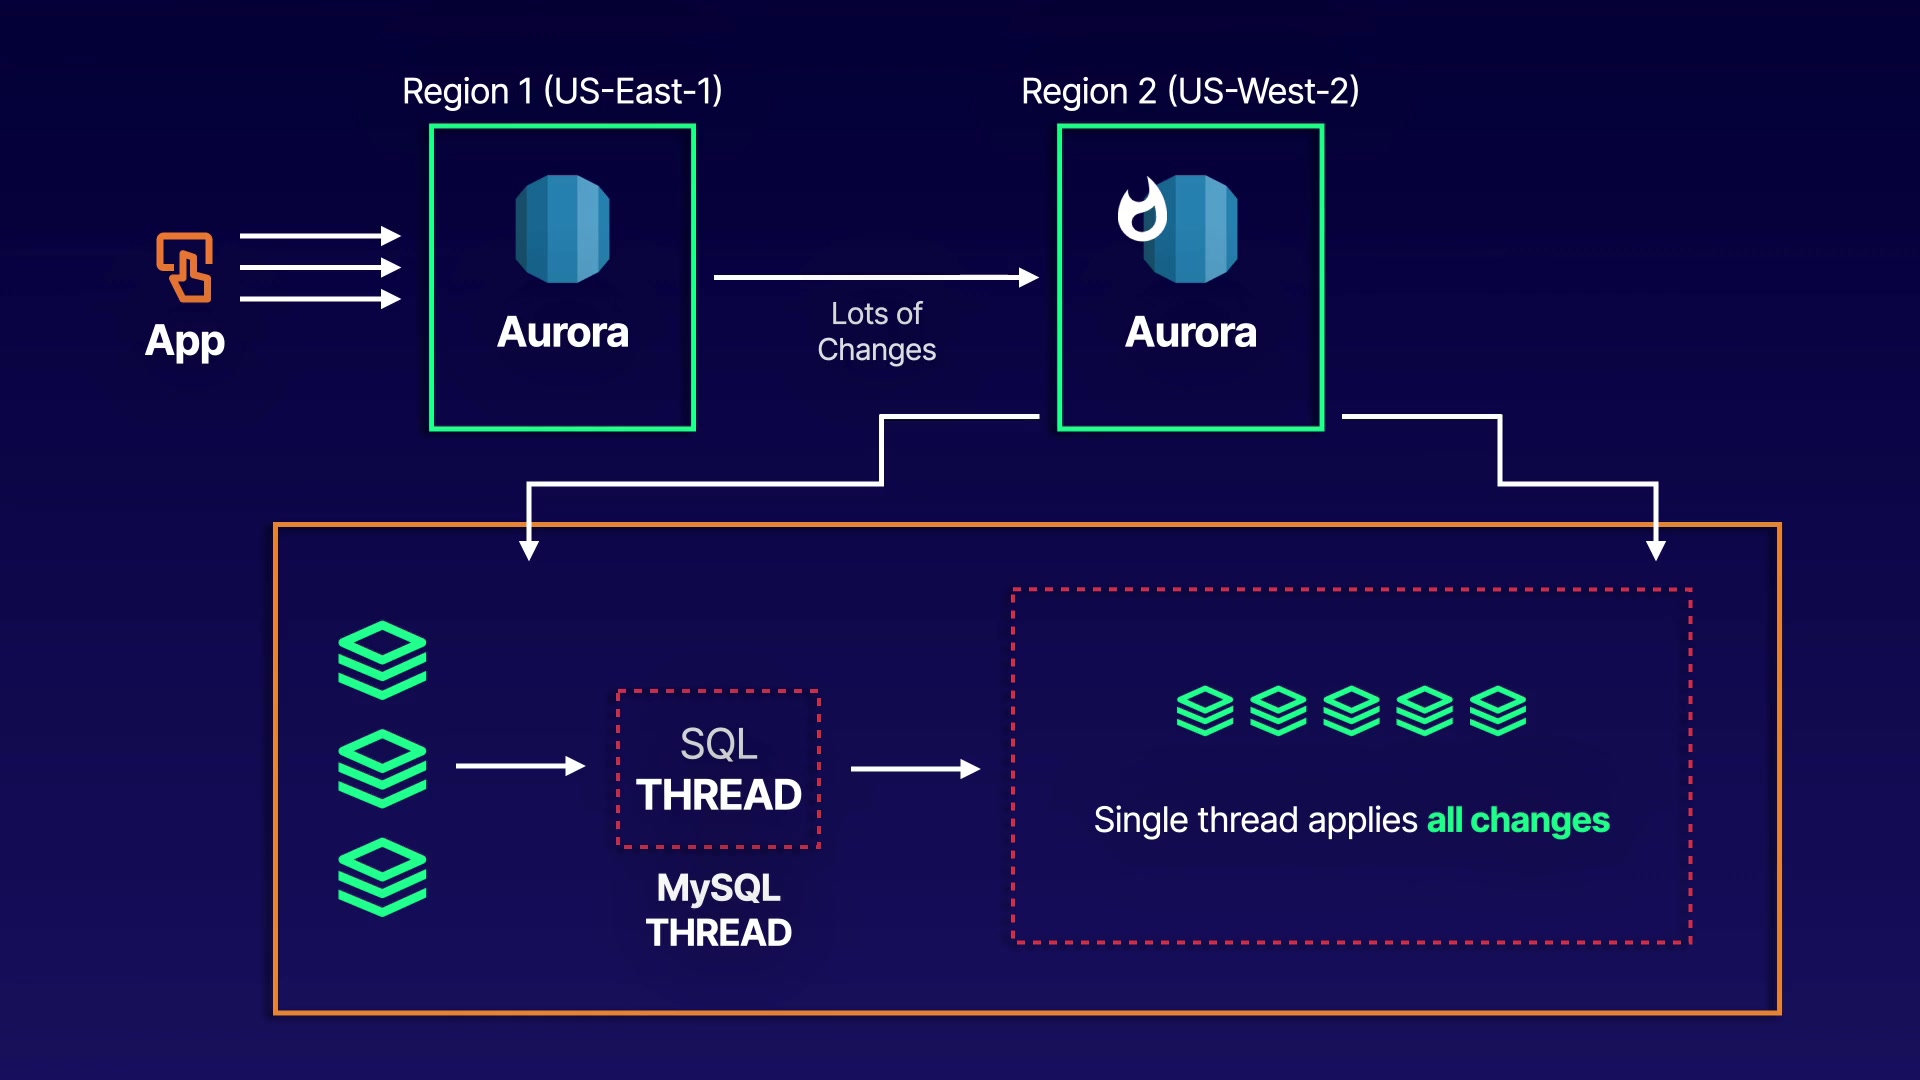 Region 1 (US-East-1)
Region 2 (US-West-2)
App
Aurora
Lots of
Changes
Aurora
SQL
THREAD
MySQL
THREAD
Single thread applies all changes